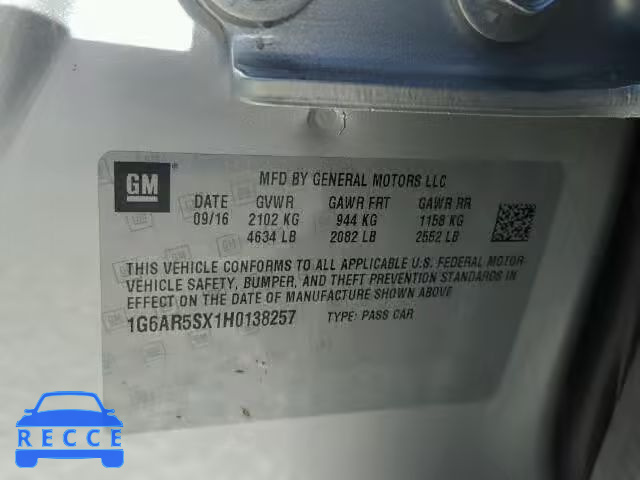 GM
MFD BY GENERAL MOTORS LLC
DATE GVWR GAWR FRT GAWR RR
09/16 2102 KG 944 KG 1158 KG
4634 LB 2082 LB 2552 LB
THIS VEHICLE CONFORMS TO ALL APPLICABLE U.S. FEDERAL MOTOR
VEHICLE SAFETY, BUMPER, AND THEFT PREVENTION STANDARDS IN
EFFECT ON THE DATE OF MANUFACTURE SHOWN ABOVE
1G6AR5SX1H0138257 TYPE: PASS CAR
RECCE